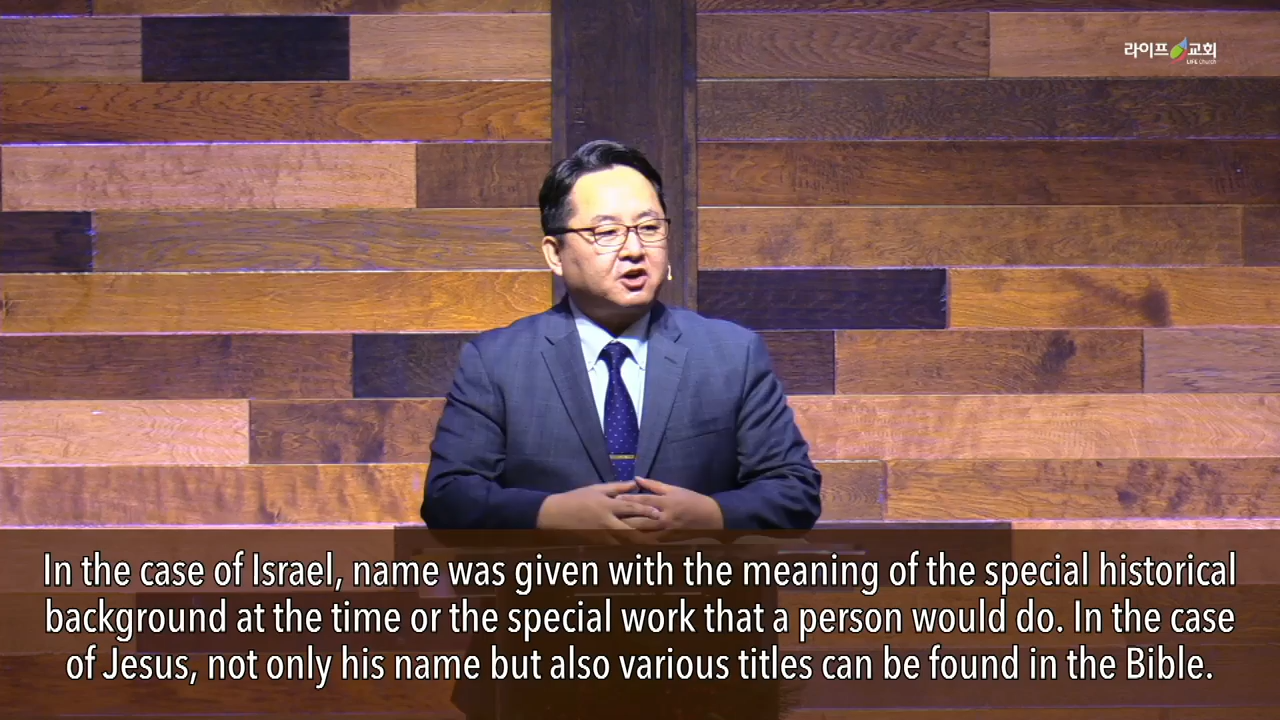 라이프 교회
LIFE Church
In the case of Israel, name was given with the meaning of the special historical
background at the time or the special work that a person would do. In the case
of Jesus, not only his name but also various titles can be found in the Bible.